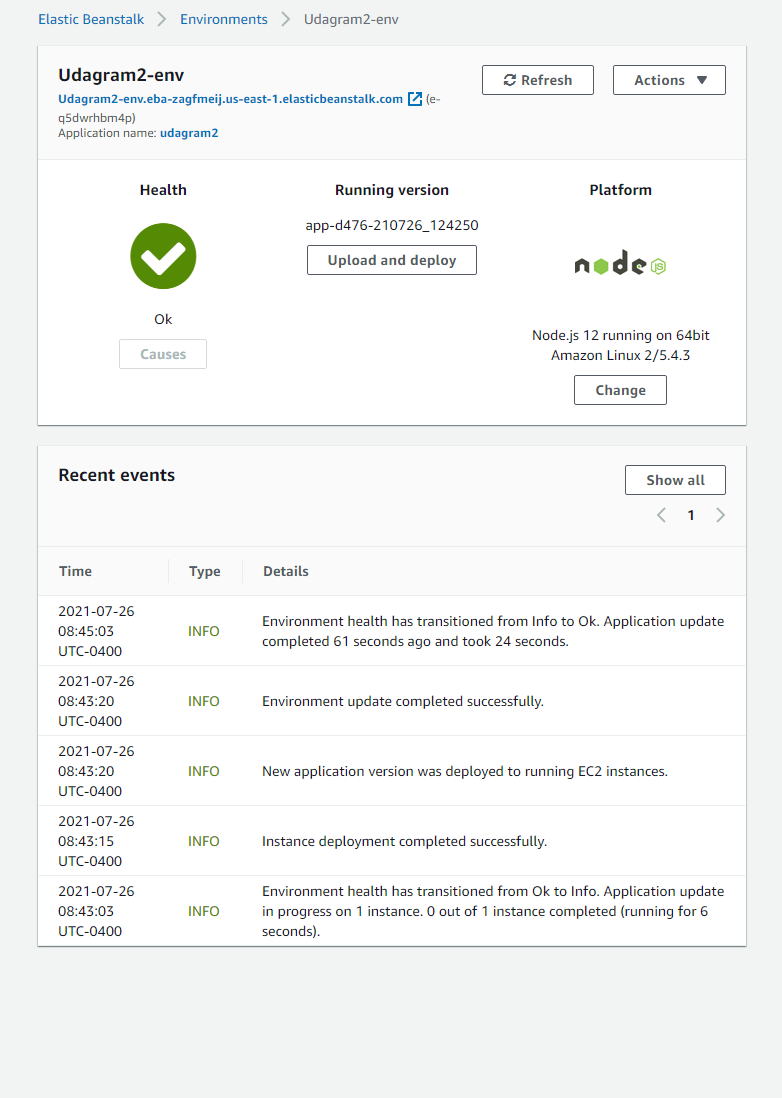 Elastic Beanstalk > Environments > Udagram2-env
Udagram2-env
Refresh
Actions ▼
Udagram2-env.eba-zagfmeij.us-east-1.elasticbeanstalk.com (e-
q5dwrhbm4p)
Application name: udagram2
Health
Running version
Platform
app-d476-210726_124250
Upload and deploy
node JS
Ok
Causes
Node.js 12 running on 64bit
Amazon Linux 2/5.4.3
Change
Recent events
Show all
< 1 >
Time
Type
Details
2021-07-26
08:45:03
UTC-0400
INFO
Environment health has transitioned from Info to Ok. Application update
completed 61 seconds ago and took 24 seconds.
2021-07-26
08:43:20
UTC-0400
INFO
Environment update completed successfully.
2021-07-26
08:43:20
UTC-0400
INFO
New application version was deployed to running EC2 instances.
2021-07-26
08:43:15
UTC-0400
INFO
Instance deployment completed successfully.
2021-07-26
08:43:03
UTC-0400
INFO
Environment health has transitioned from Ok to Info. Application update
in progress on 1 instance. 0 out of 1 instance completed (running for 6
seconds).